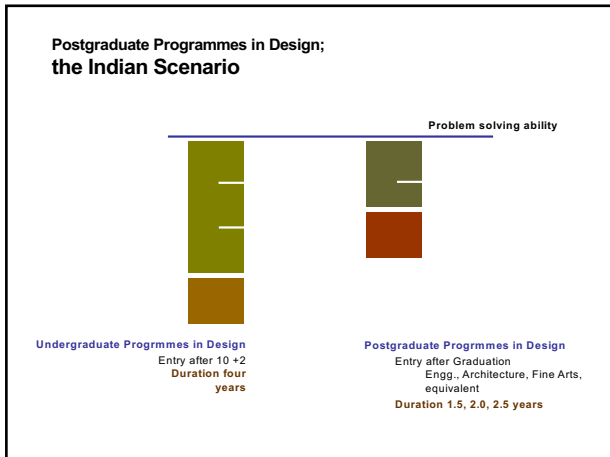 Postgraduate Programmes in Design;
the Indian Scenario
Problem solving ability
Undergraduate Progrmmes in Design
Entry after 10 +2
Duration four
years
Postgraduate Progrmmes in Design
Entry after Graduation
Engg., Architecture, Fine Arts,
equivalent
Duration 1.5, 2.0, 2.5 years